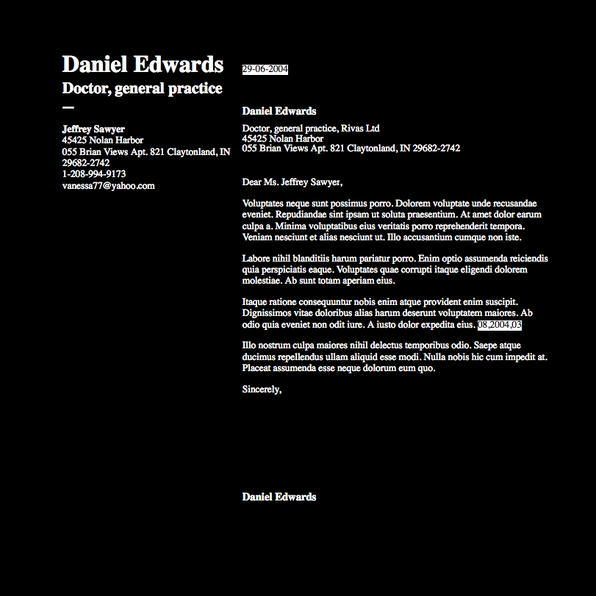 Daniel Edwards
Doctor, general practice
—
Jeffrey Sawyer
45425 Nolan Harbor
055 Brian Views Apt. 821 Claytonland, IN
29682-2742
1-208-994-9173
vanessa77@yahoo.com
29-06-2004
Daniel Edwards
Doctor, general practice, Rivas Ltd
45425 Nolan Harbor
055 Brian Views Apt. 821 Claytonland, IN 29682-2742
Dear Ms. Jeffrey Sawyer,
Voluptates neque sunt possimus porro. Dolorem voluptate unde recusandae
eveniet. Repudiandae sint ipsam ut soluta praesentium. At amet dolor earum
culpa a. Minima voluptatibus eius veritatis porro reprehenderit tempora.
Veniam nesciunt et alias nesciunt ut. Illo accusantium cumque non iste.
Labore nihil blanditiis harum pariatur porro. Enim optio assumenda reiciendis
quia perspiciatis eaque. Voluptates quae corrupti itaque eligendi dolorem
molestiae. Ab sunt totam aperiam eius.
Itaque ratione consequuntur nobis enim atque provident enim suscipit.
Dignissimos vitae doloribus alias harum deserunt voluptatem maiores. Ab
odio quia eveniet non odit iure. A iusto dolor expedita eius. 08,2004,03
Illo nostrum culpa maiores nihil delectus temporibus odio. Saepe atque
ducimus repellendus ullam aliquid esse modi. Nulla nobis hic cum impedit at.
Placeat assumenda esse neque dolorum eum quo.
Sincerely,
Daniel Edwards